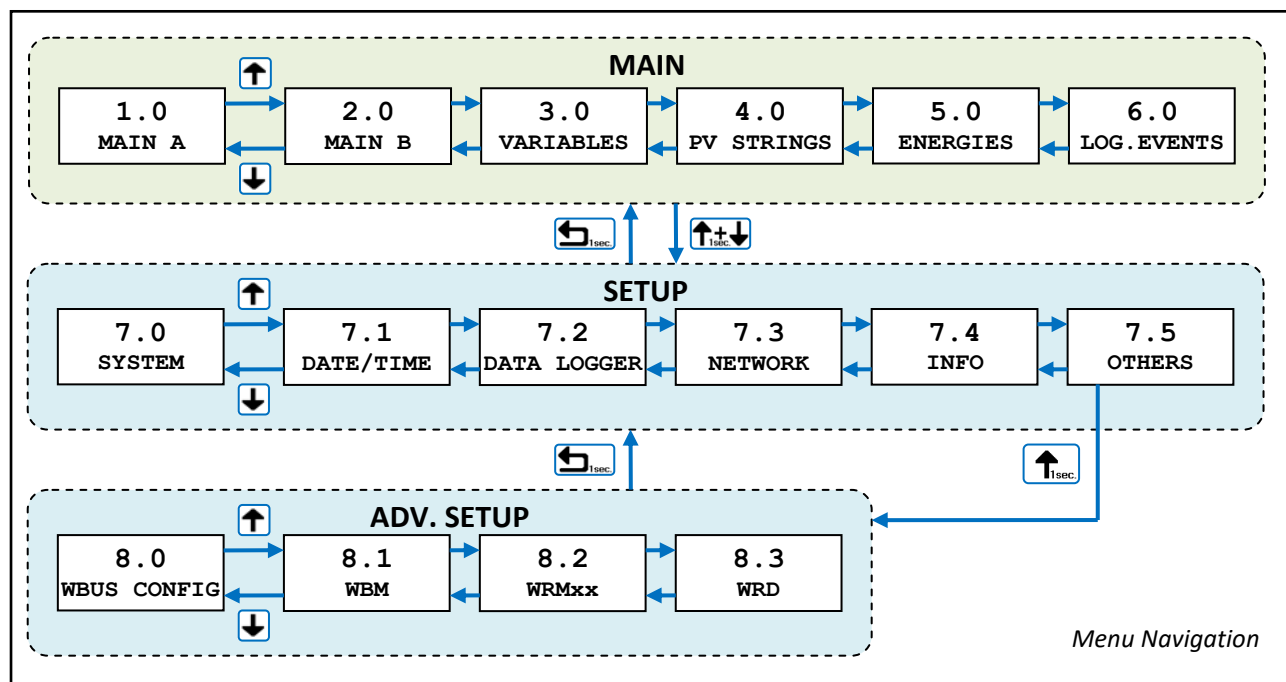 MAIN
1.0
MAIN A
2.0
MAIN B
3.0
VARIABLES
4.0
PV STRINGS
5.0
ENERGIES
6.0
LOG.EVENTS
1sec.
+
1sec.
SETUP
7.0
SYSTEM
7.1
DATE/TIME
7.2
DATA LOGGER
7.3
NETWORK
7.4
INFO
7.5
OTHERS
1sec.
1sec.
ADV. SETUP
8.0
WBUS CONFIG
8.1
WBM
8.2
WRMxx
8.3
WRD
Menu Navigation